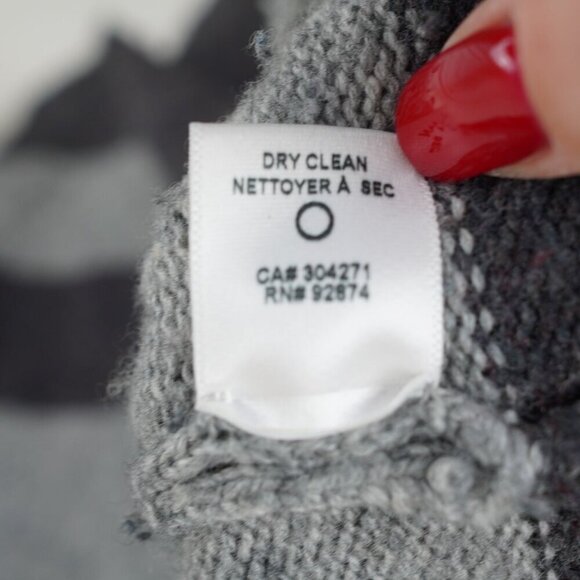 DRY CLEAN
NETTOYER À SEC
CA# 304271
RN# 92874